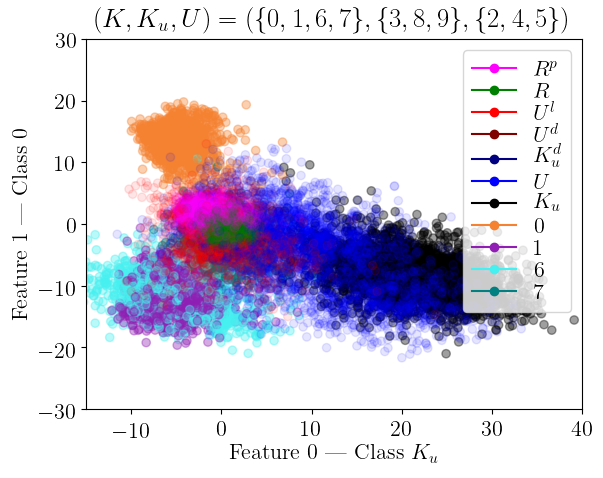 (K, K_u, U) = ({0, 1, 6, 7}, {3, 8, 9}, {2, 4, 5})
30
20
10
0
−10
−20
−30
−10
0
10
20
30
40
Feature 1 — Class 0
Feature 0 — Class K_u
R^p
R
U^l
U^d
K_u^d
U
K_u
0
1
6
7